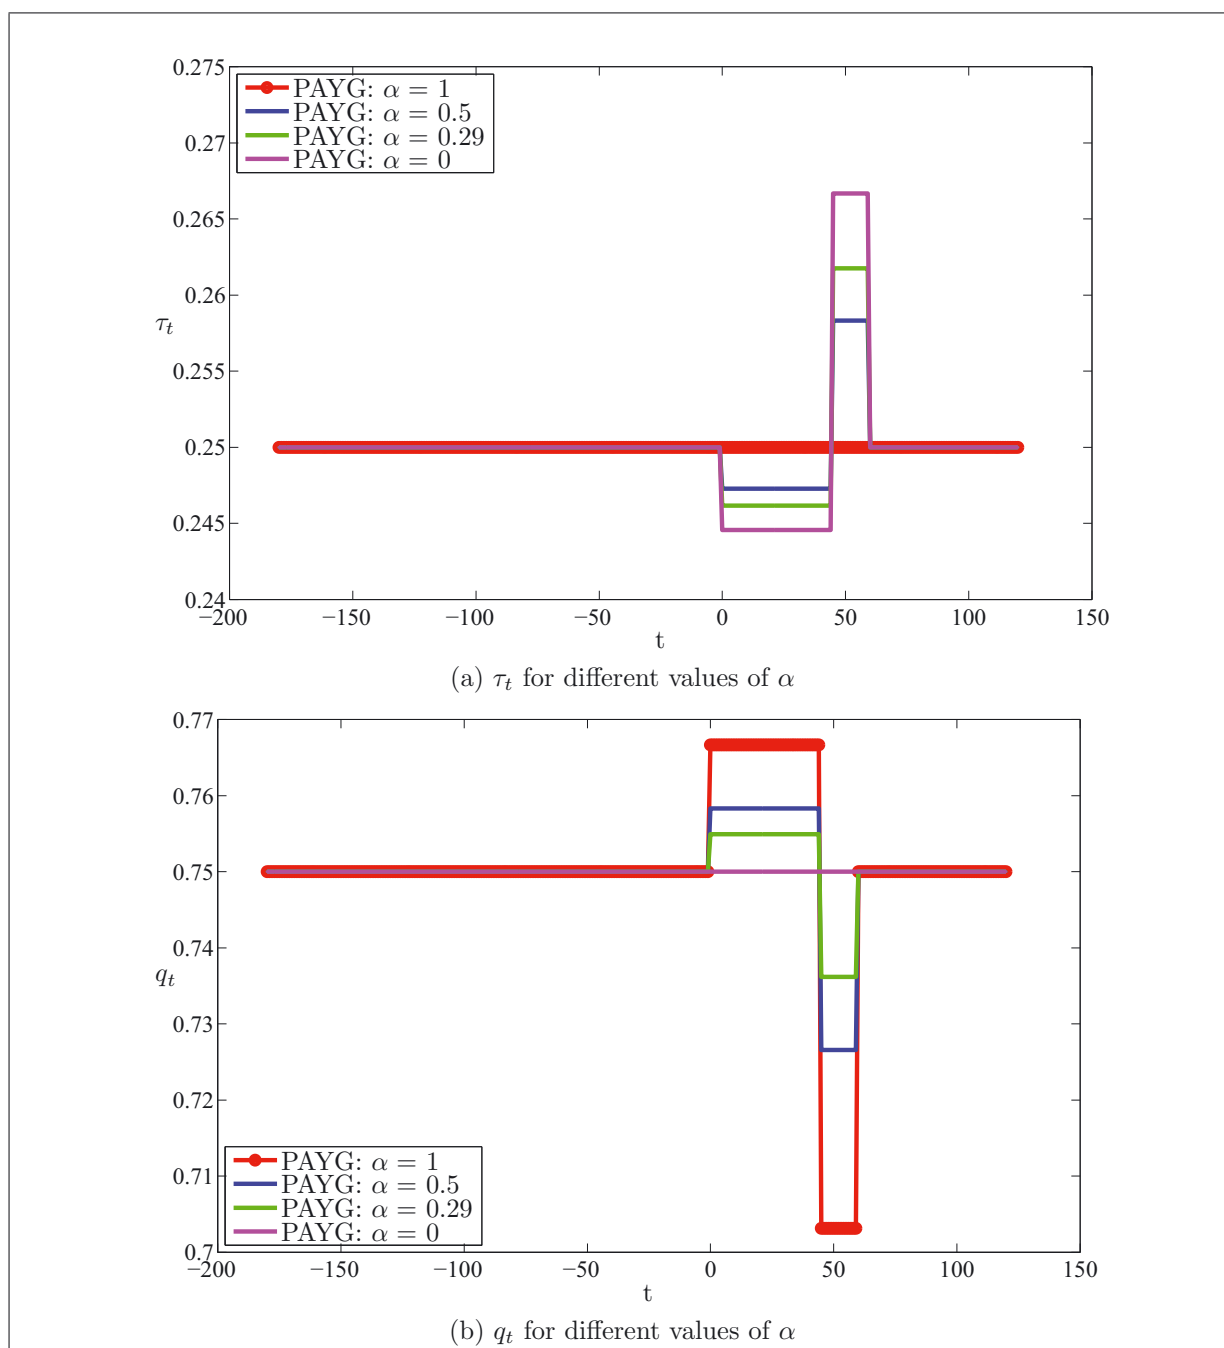 0.275
0.27
0.265
0.26
0.255
0.25
0.245
0.24
τt
PAYG: α = 1
PAYG: α = 0.5
PAYG: α = 0.29
PAYG: α = 0
−200 −150 −100 −50 0 50 100 150
t
(a) τt for different values of α
0.77
0.76
0.75
0.74
0.73
0.72
0.71
0.7
qt
PAYG: α = 1
PAYG: α = 0.5
PAYG: α = 0.29
PAYG: α = 0
−200 −150 −100 −50 0 50 100 150
t
(b) qt for different values of α